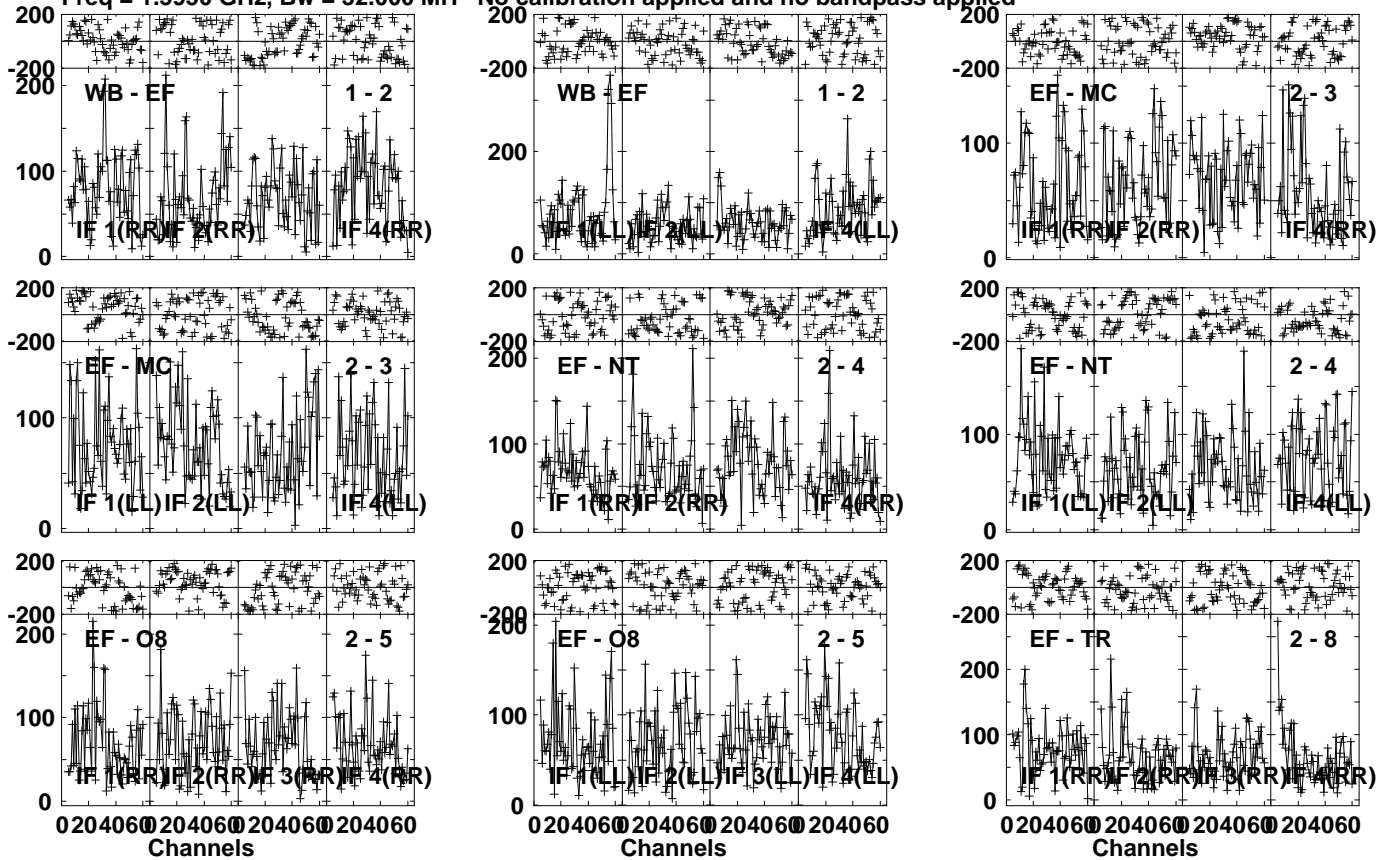 No calibration applied and no bandpass applied
200
-200
200
100
0
WB - EF
1 - 2
IF 1(RR)
IF 2(RR)
IF 4(RR)
200
-200
200
0
WB - EF
1 - 2
IF 1(LL)
IF 2(LL)
IF 4(LL)
200
-200
100
0
EF - MC
2 - 3
IF 1(RR)
IF 2(RR)
IF 4(RR)
200
-200
100
0
EF - MC
2 - 3
IF 1(LL)
IF 2(LL)
IF 4(LL)
200
-200
200
100
0
EF - NT
2 - 4
IF 1(RR)
IF 2(RR)
IF 4(RR)
200
-200
100
0
EF - NT
2 - 4
IF 1(LL)
IF 2(LL)
IF 4(LL)
200
-200
200
100
0
EF - O8
2 - 5
IF 1(RR)
IF 2(RR)
IF 3(RR)
IF 4(RR)
0 20 40 60 0 20 40 60 0 20 40 60 0 20 40 60
Channels
200
-200
200
100
0
EF - O8
2 - 5
IF 1(LL)
IF 2(LL)
IF 3(LL)
IF 4(LL)
0 20 40 60 0 20 40 60 0 20 40 60 0 20 40 60
Channels
200
-200
200
100
0
EF - TR
2 - 8
IF 1(RR)
IF 2(RR)
IF 3(RR)
IF 4(RR)
0 20 40 60 0 20 40 60 0 20 40 60 0 20 40 60
Channels